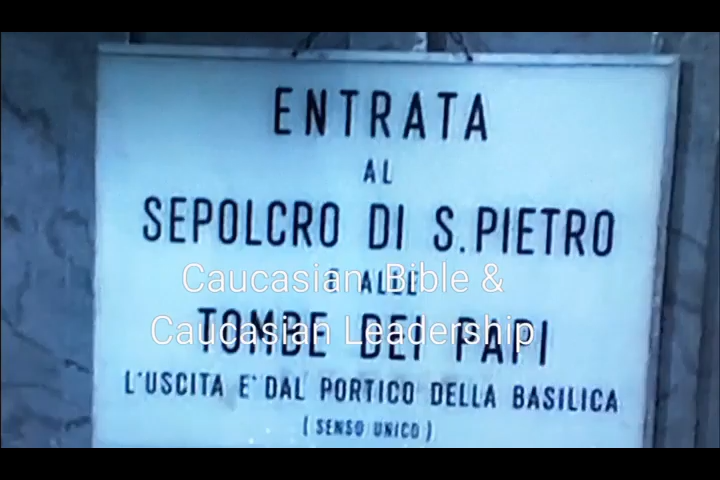 ENTRATA
AL
SEPOLCRO DI S. PIETRO
E ALLE
Caucasian Bible &
TOMBE DEI PAPI
Caucasian Leadership
L'USCITA E' DAL PORTICO DELLA BASILICA
( SENSO UNICO )